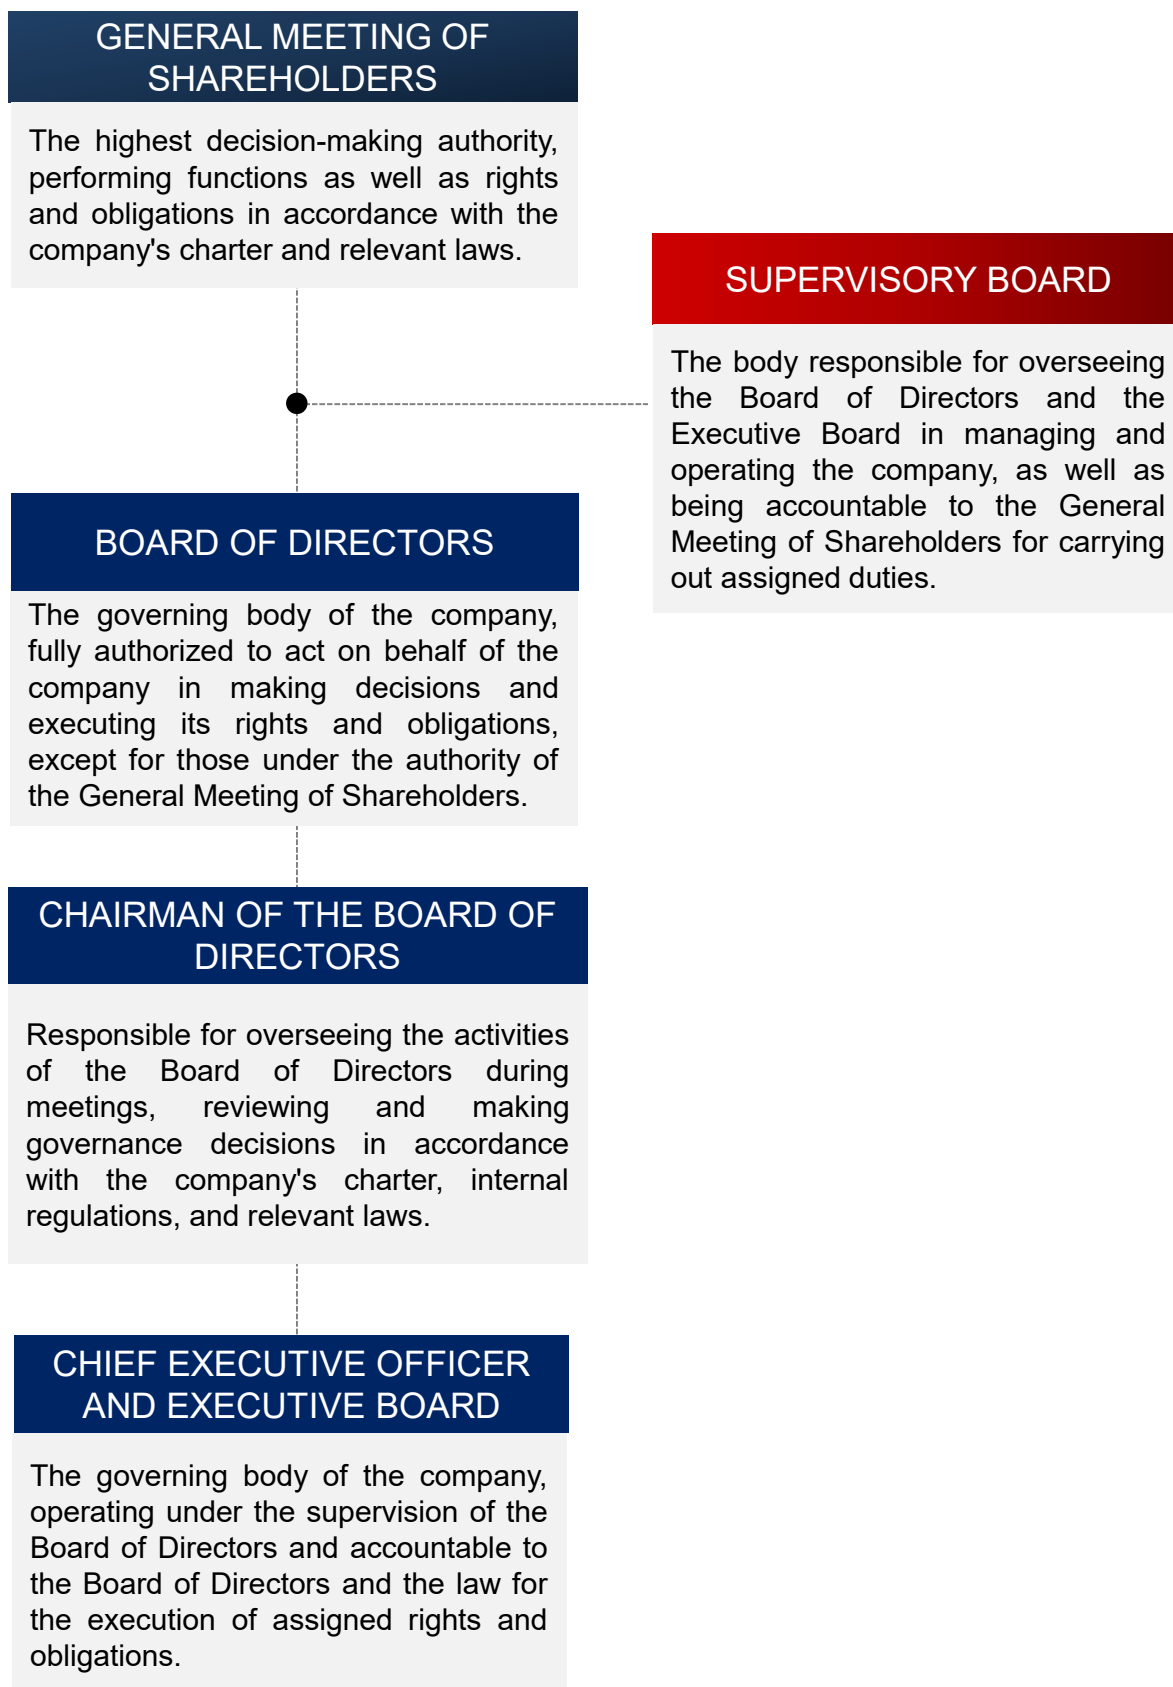 GENERAL MEETING OF
SHAREHOLDERS
The highest decision-making authority,
performing functions as well as rights
and obligations in accordance with the
company's charter and relevant laws.
SUPERVISORY BOARD
The body responsible for overseeing
the Board of Directors and the
Executive Board in managing and
operating the company, as well as
being accountable to the General
Meeting of Shareholders for carrying
out assigned duties.
BOARD OF DIRECTORS
The governing body of the company,
fully authorized to act on behalf of the
company in making decisions and
executing its rights and obligations,
except for those under the authority of
the General Meeting of Shareholders.
CHAIRMAN OF THE BOARD OF
DIRECTORS
Responsible for overseeing the activities
of the Board of Directors during
meetings, reviewing and making
governance decisions in accordance
with the company's charter, internal
regulations, and relevant laws.
CHIEF EXECUTIVE OFFICER
AND EXECUTIVE BOARD
The governing body of the company,
operating under the supervision of the
Board of Directors and accountable to
the Board of Directors and the law for
the execution of assigned rights and
obligations.